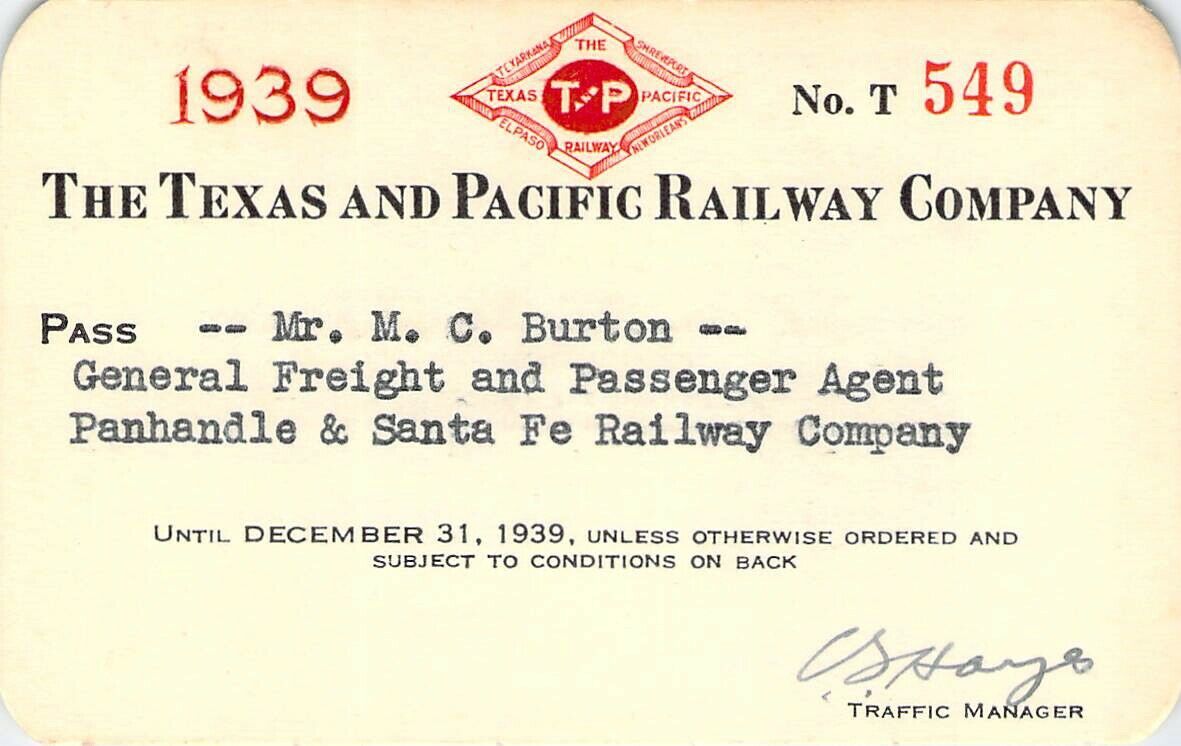 1939
TEXARKANA THE SHREVEPORT
TEXAS T AND P PACIFIC
EL PASO RAILWAY NEW ORLEANS
No. T 549
THE TEXAS AND PACIFIC RAILWAY COMPANY
PASS -- Mr. M. C. Burton --
General Freight and Passenger Agent
Panhandle & Santa Fe Railway Company
UNTIL DECEMBER 31, 1939, UNLESS OTHERWISE ORDERED AND
SUBJECT TO CONDITIONS ON BACK
TRAFFIC MANAGER